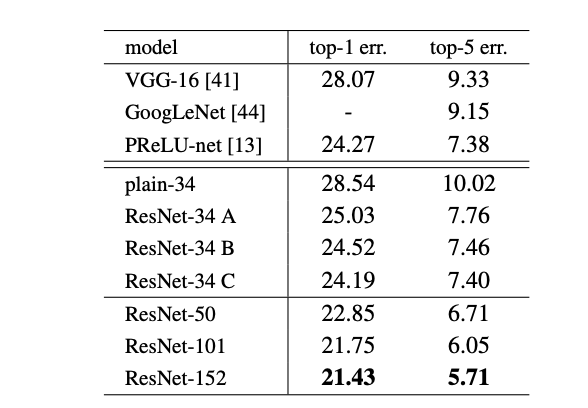 model top-1 err. top-5 err.
VGG-16 [41] 28.07 9.33
GoogLeNet [44] - 9.15
PReLU-net [13] 24.27 7.38
plain-34 28.54 10.02
ResNet-34 A 25.03 7.76
ResNet-34 B 24.52 7.46
ResNet-34 C 24.19 7.40
ResNet-50 22.85 6.71
ResNet-101 21.75 6.05
ResNet-152 21.43 5.71